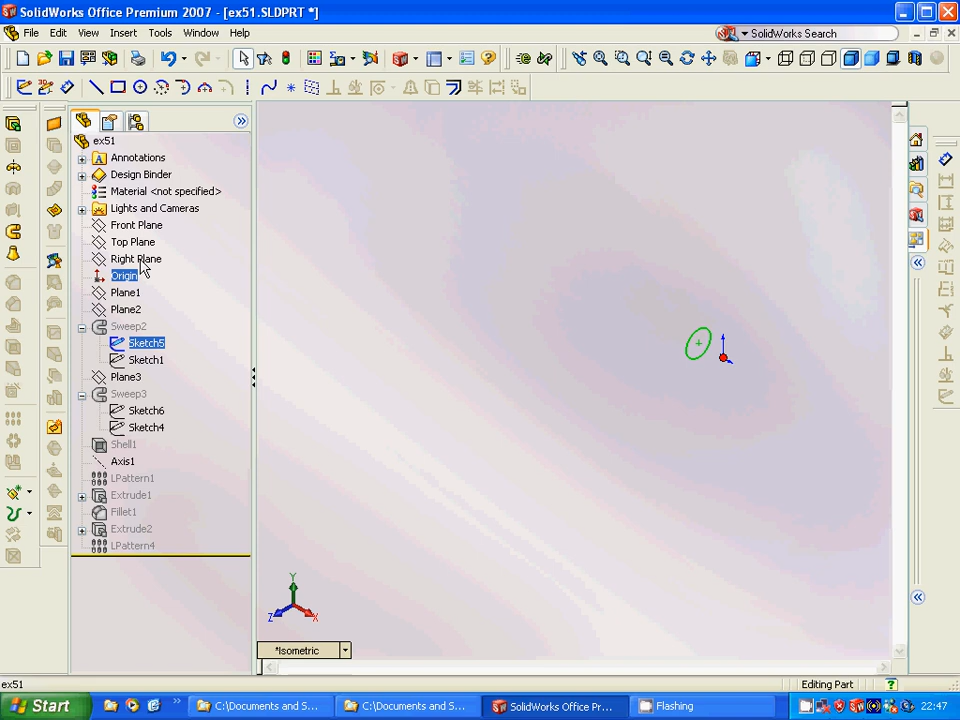 SolidWorks Office Premium 2007 - [ex51.SLDPRT *]
File Edit View Insert Tools Window Help
SolidWorks Search
ex51
Annotations
Design Binder
Material <not specified>
Lights and Cameras
Front Plane
Top Plane
Right Plane
Origin
Plane1
Plane2
Sweep2
Sketch5
Sketch1
Plane3
Sweep3
Sketch6
Sketch4
Shell1
Axis1
LPattern1
Extrude1
Fillet1
Extrude2
LPattern4
Y
Z
X
*Isometric
ex51
Editing Part
Start
C:\Documents and S...
C:\Documents and S...
SolidWorks Office Pr...
Flashing
22:47